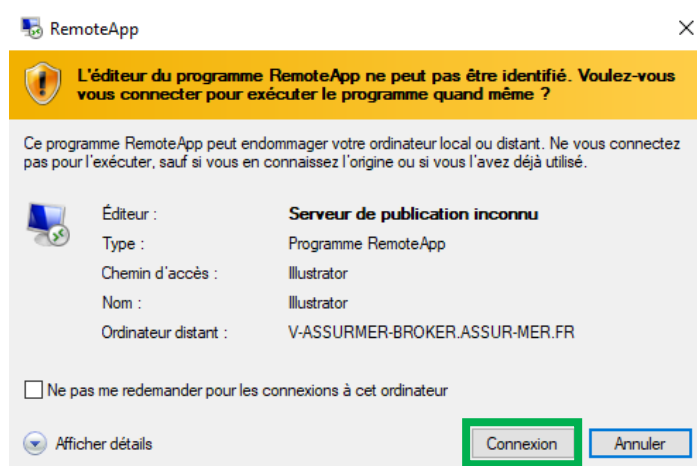 RemoteApp
L'éditeur du programme RemoteApp ne peut pas être identifié. Voulez-vous
vous connecter pour exécuter le programme quand même ?
Ce programme RemoteApp peut endommager votre ordinateur local ou distant. Ne vous connectez
pas pour l'exécuter, sauf si vous en connaissez l'origine ou si vous l'avez déjà utilisé.
Éditeur : Serveur de publication inconnu
Type : Programme RemoteApp
Chemin d'accès : Illustrator
Nom : Illustrator
Ordinateur distant : V-ASSURMER-BROKER.ASSUR-MER.FR
Ne pas me redemander pour les connexions à cet ordinateur
Afficher détails Connexion Annuler